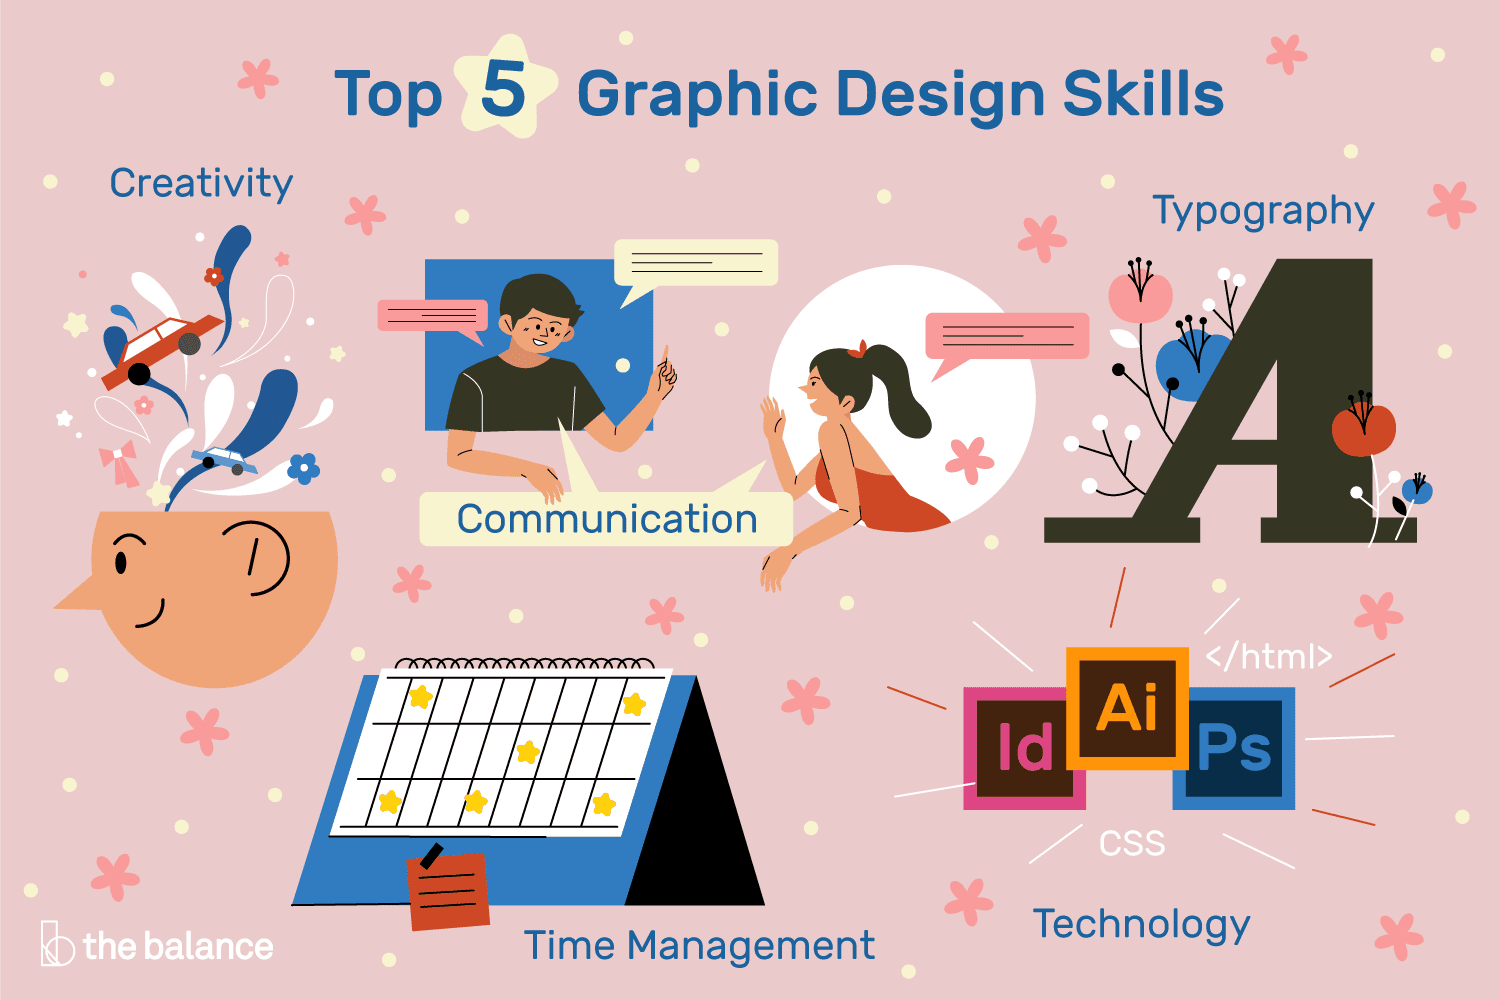 Top 5 Graphic Design Skills
Creativity
Typography
Communication
</html>
Id
Ai
Ps
CSS
Time Management
Technology
the balance